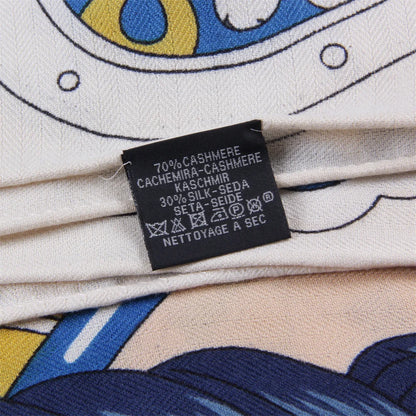 70%CASHMERE
CACHEMIRA-CASHMERE
KASCHMIR
30%SILK-SEDA
SETA-SEIDE
P ®
NETTOYAGE A SEC